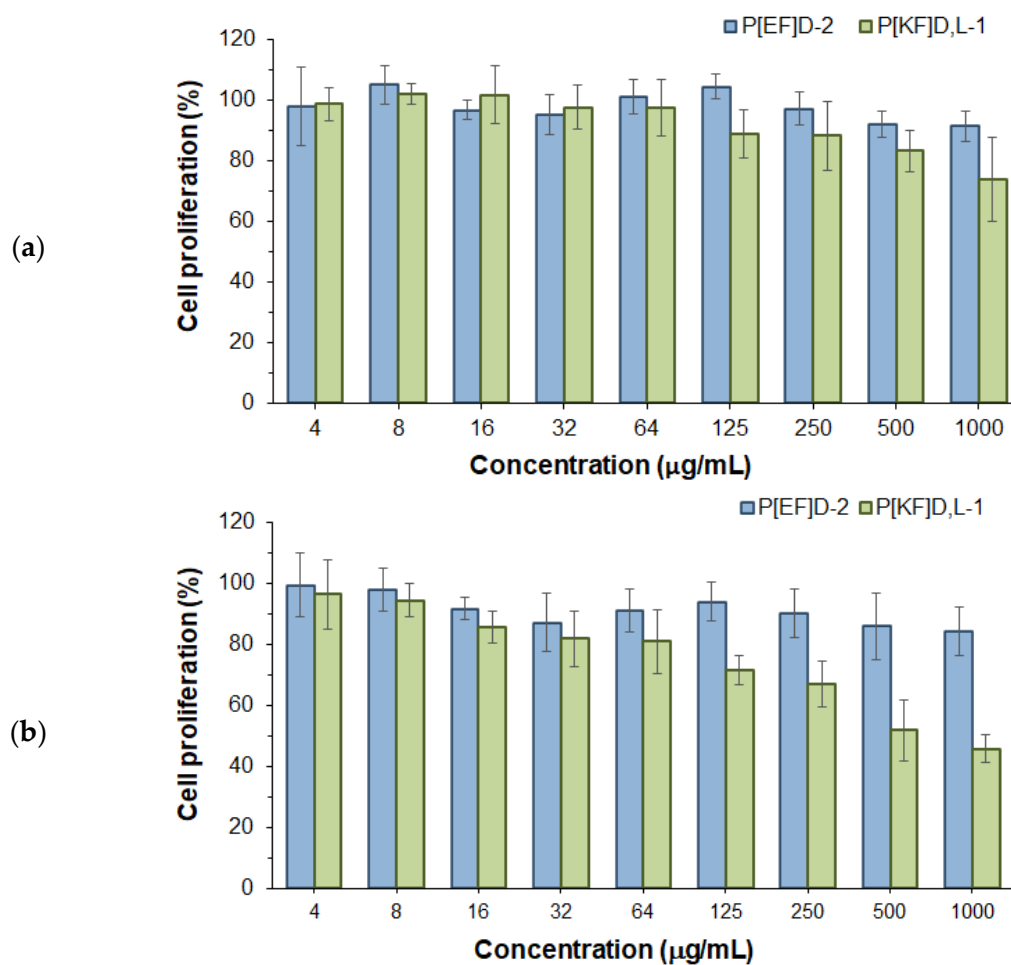 P[EF]D-2 P[KF]D,L-1
(a)
Cell proliferation (%)
120
100
80
60
40
20
0
4 8 16 32 64 125 250 500 1000
Concentration (µg/mL)
P[EF]D-2 P[KF]D,L-1
(b)
Cell proliferation (%)
120
100
80
60
40
20
0
4 8 16 32 64 125 250 500 1000
Concentration (µg/mL)